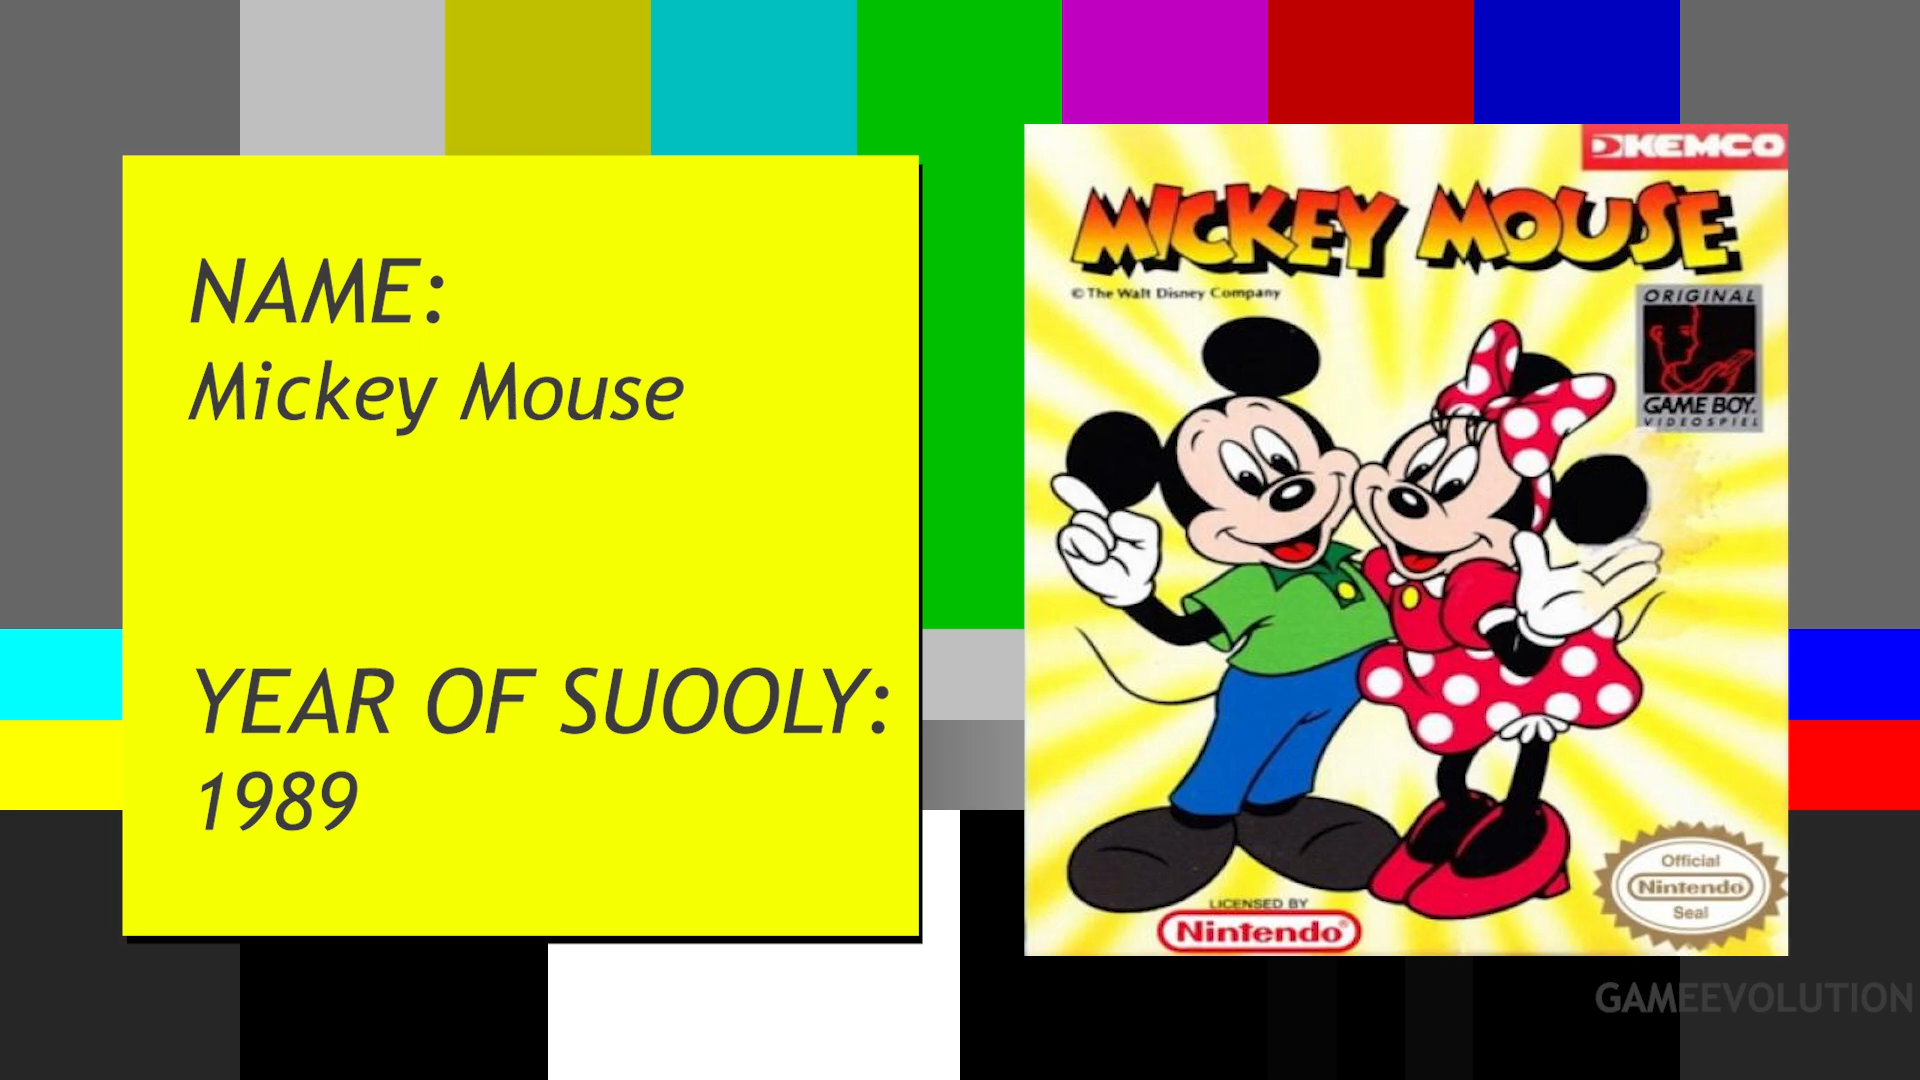 NAME:
Mickey Mouse
YEAR OF SUOOLY:
1989
KEMCO
MICKEY MOUSE
© The Walt Disney Company
ORIGINAL
GAME BOY.
VIDEOSPIEL
Official
Nintendo
Seal
LICENSED BY
Nintendo®
GAMEEVOLUTION